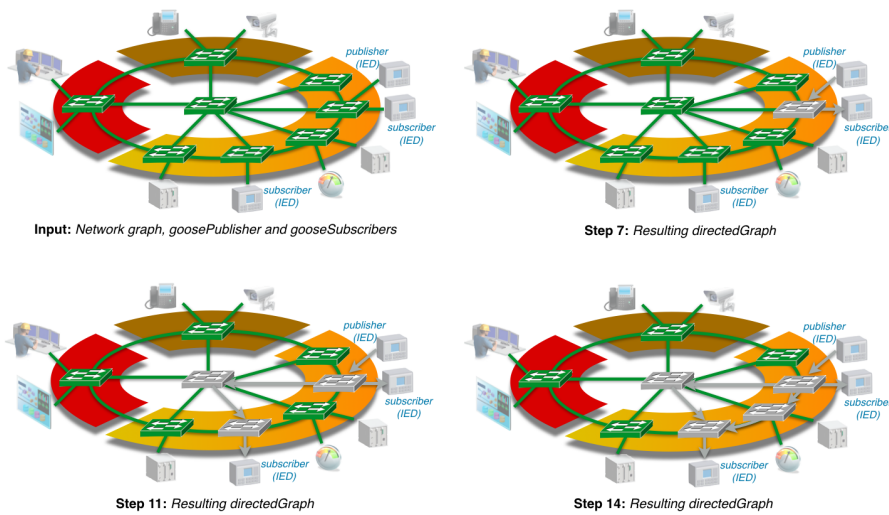 publisher
(IED)
subscriber
(IED)
subscriber
(IED)
Input: Network graph, goosePublisher and gooseSubscribers
publisher
(IED)
subscriber
(IED)
subscriber
(IED)
Step 7: Resulting directedGraph
publisher
(IED)
subscriber
(IED)
subscriber
(IED)
Step 11: Resulting directedGraph
publisher
(IED)
subscriber
(IED)
subscriber
(IED)
Step 14: Resulting directedGraph